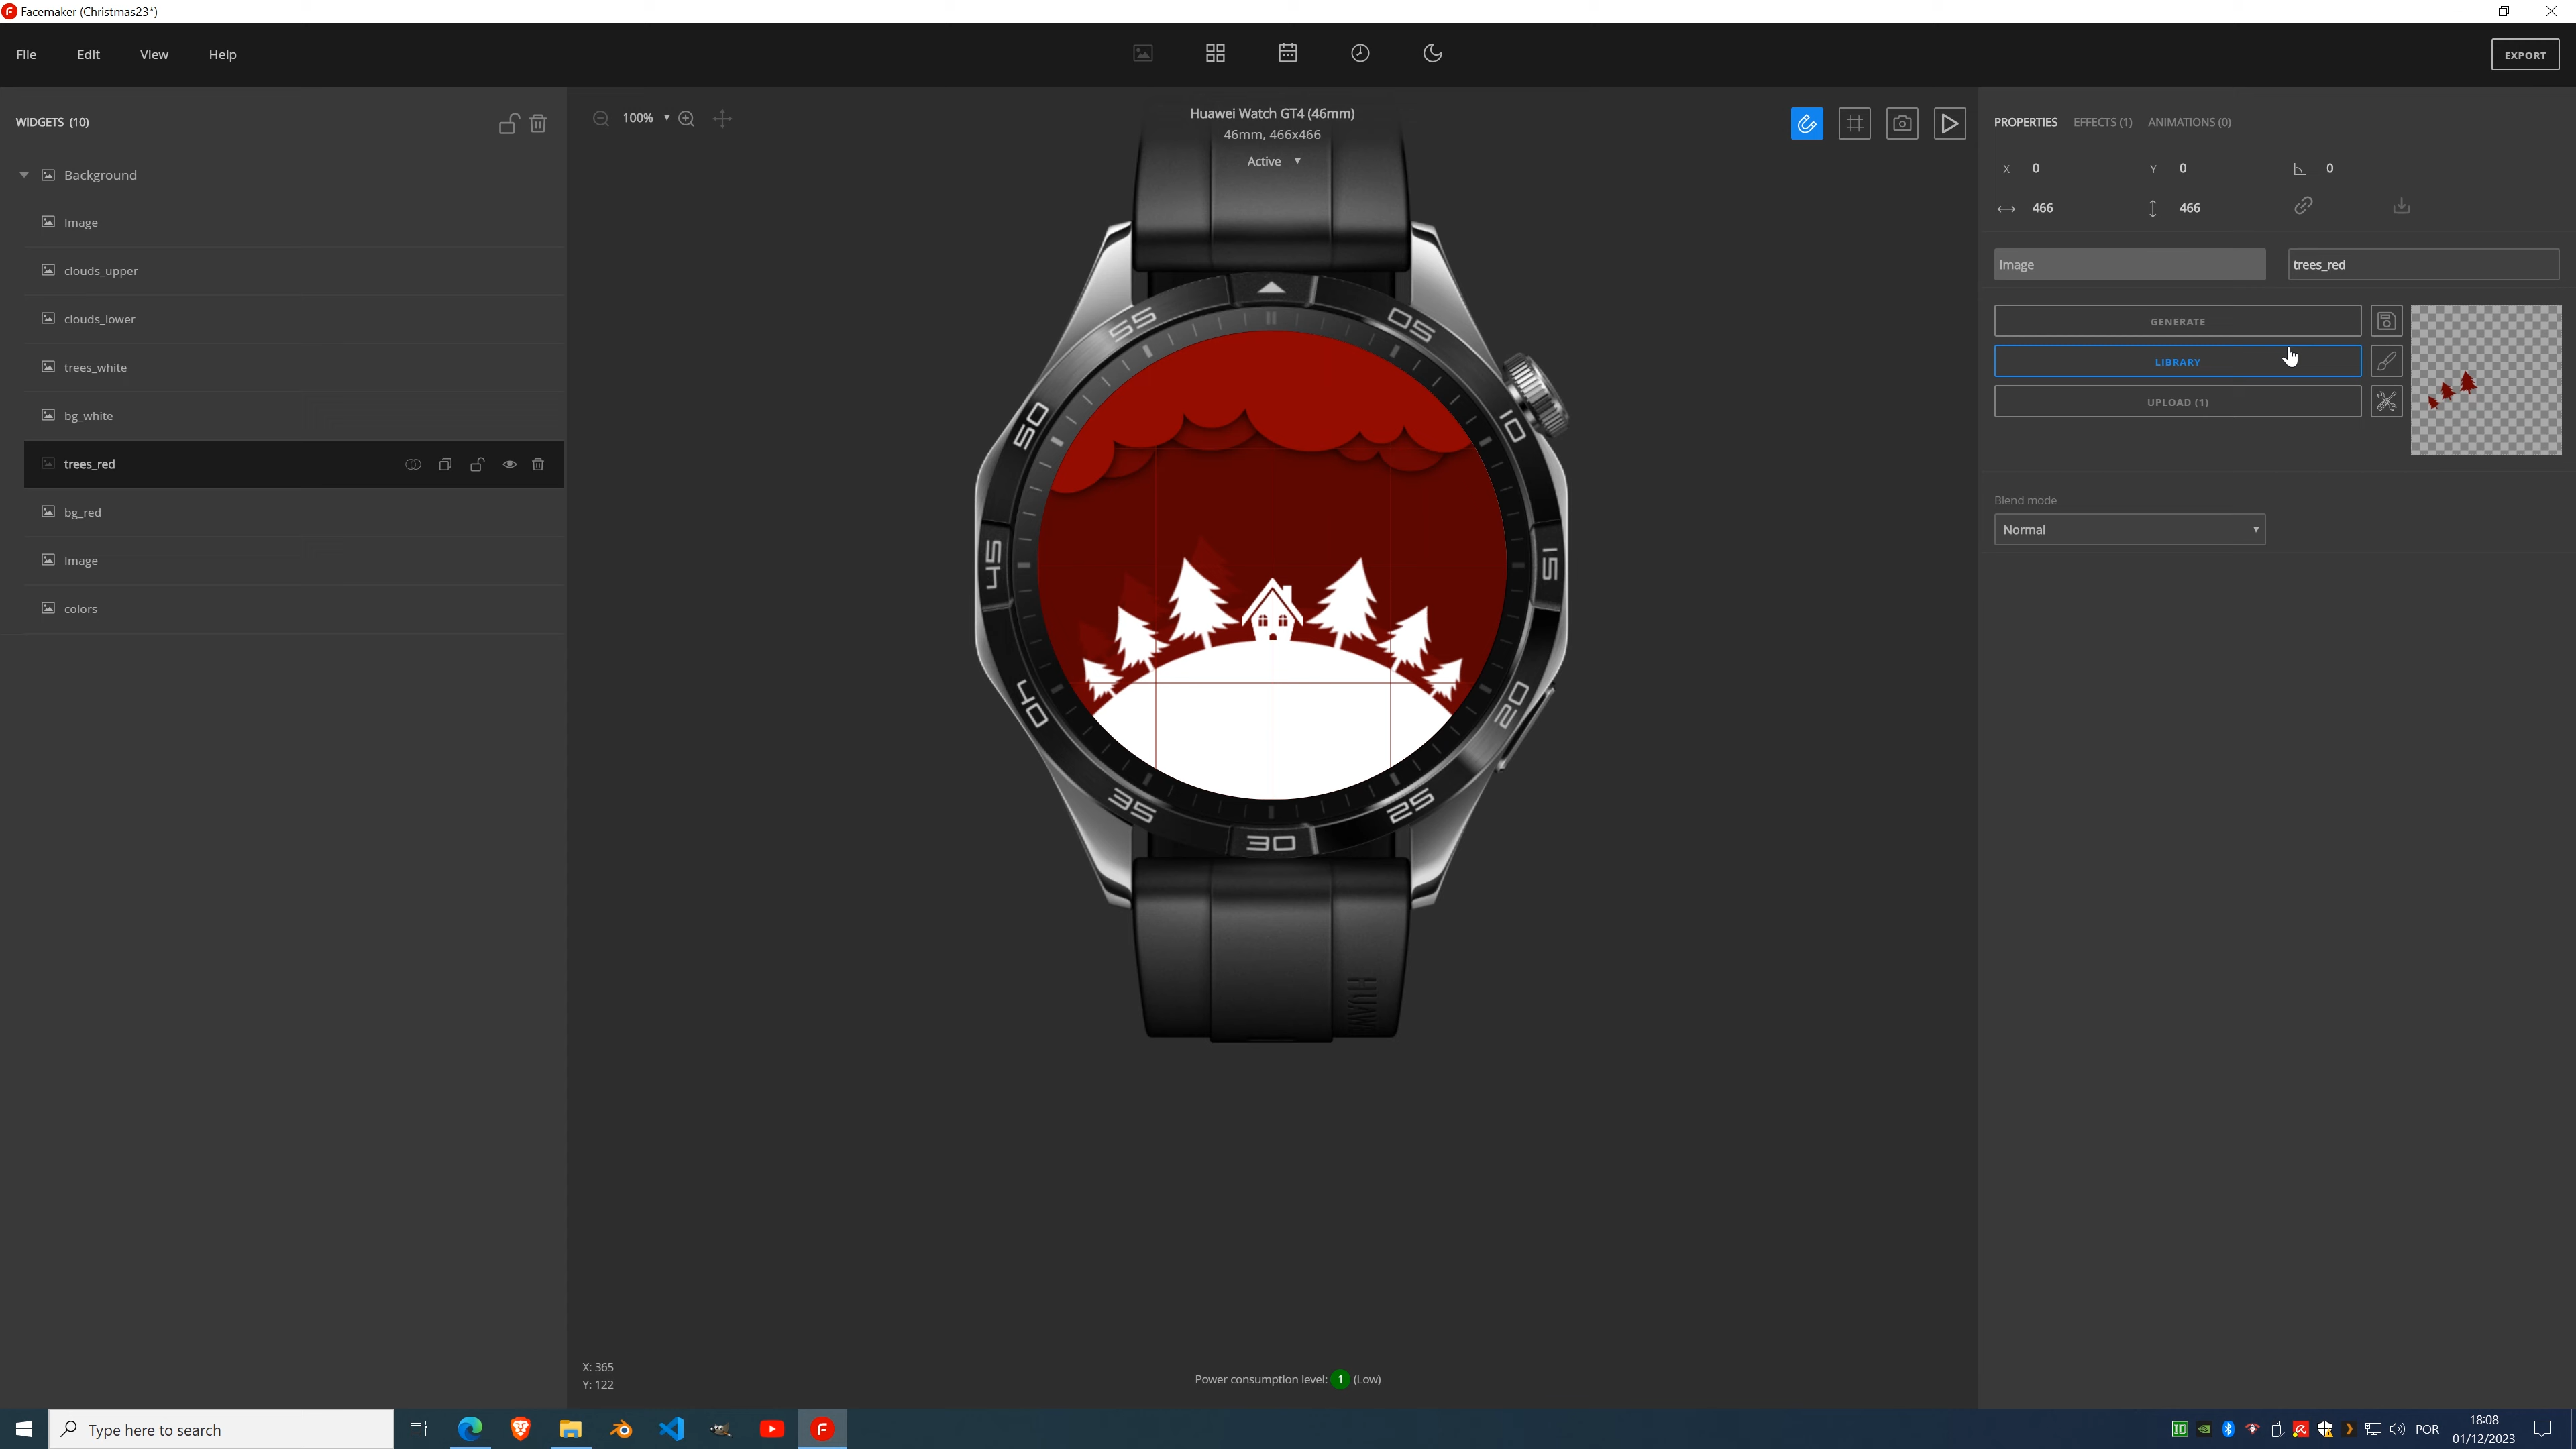 Facemaker (Christmas23*)
File Edit View Help
EXPORT
WIDGETS (10)
Background
Image
clouds_upper
clouds_lower
trees_white
bg_white
trees_red
bg_red
Image
colors
100%
Huawei Watch GT4 (46mm)
46mm, 466x466
Active
55 05
50 10
45 15
40 20
35 25
30
HUAW
X: 365
Y: 122
Power consumption level: 1 (Low)
PROPERTIES EFFECTS (1) ANIMATIONS (0)
X 0 Y 0 0
466 466
Image trees_red
GENERATE
LIBRARY
UPLOAD (1)
Blend mode
Normal
Type here to search
ID
POR
18:08
01/12/2023